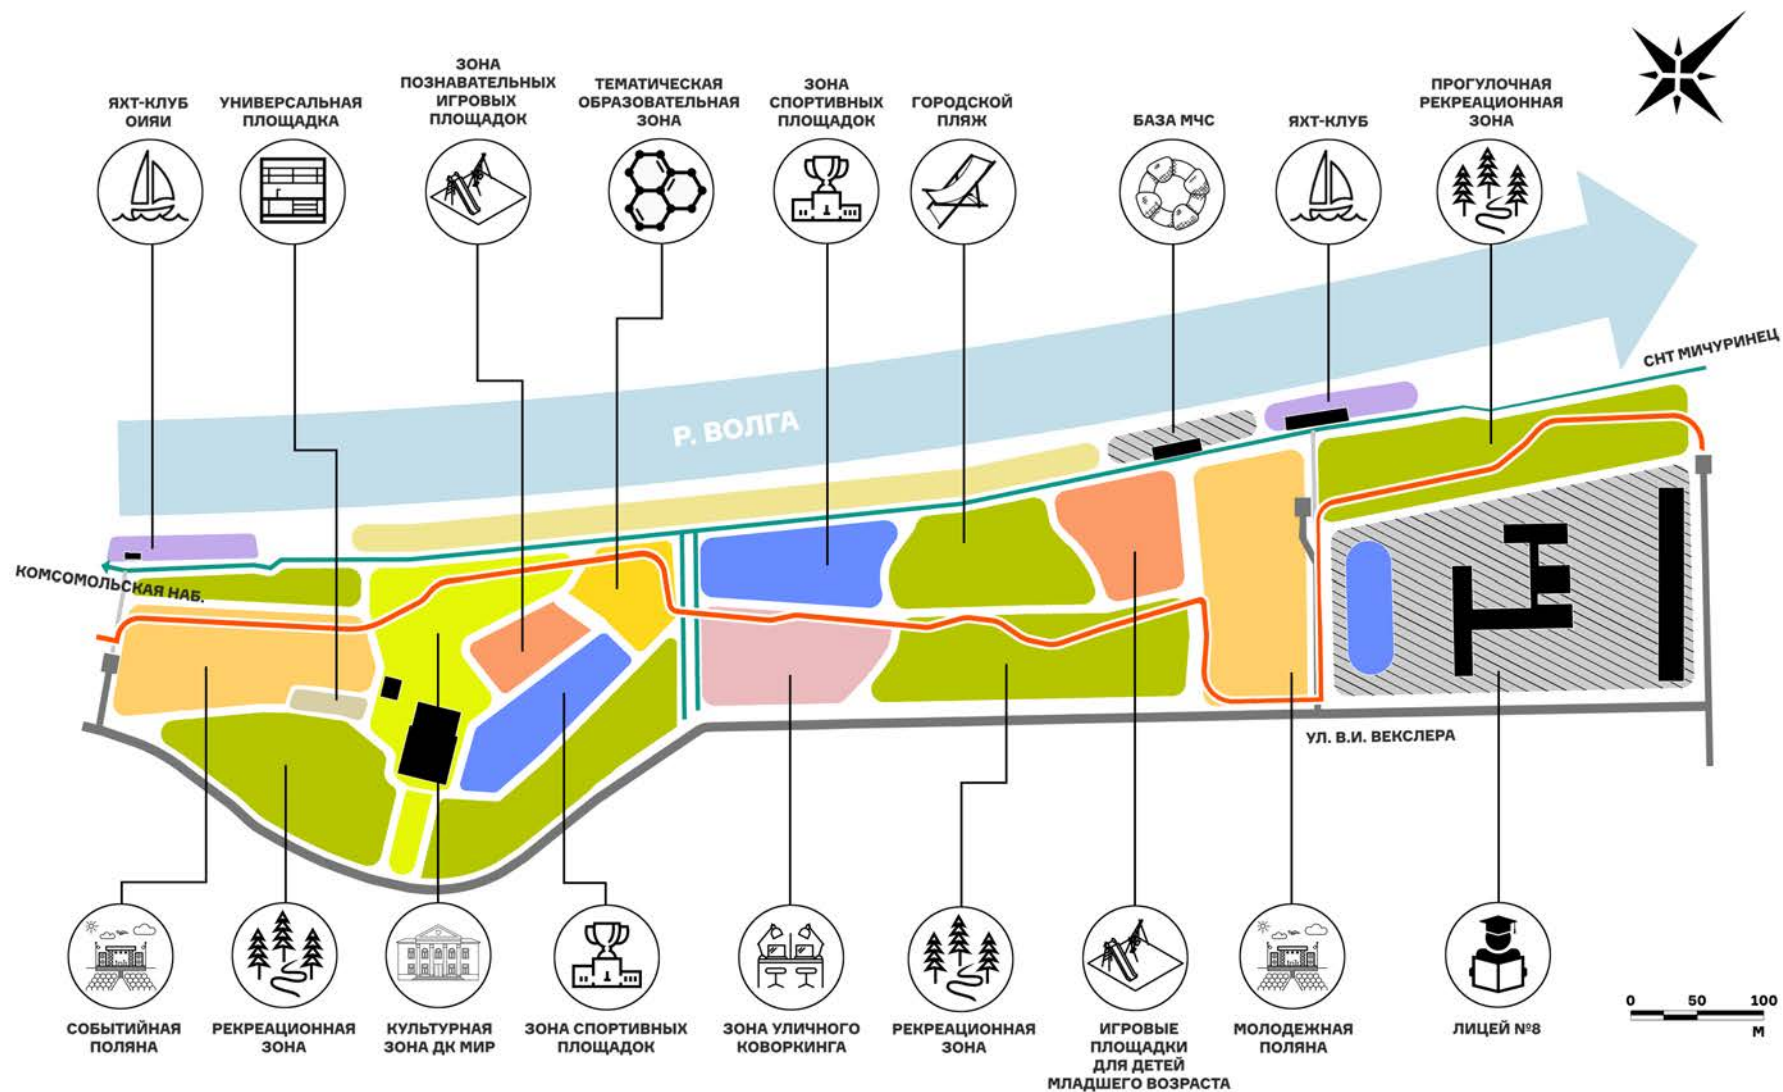 ЯХТ-КЛУБ
ОИЯИ
УНИВЕРСАЛЬНАЯ
ПЛОЩАДКА
ЗОНА
ПОЗНАВАТЕЛЬНЫХ
ИГРОВЫХ
ПЛОЩАДОК
ТЕМАТИЧЕСКАЯ
ОБРАЗОВАТЕЛЬНАЯ
ЗОНА
ЗОНА
СПОРТИВНЫХ
ПЛОЩАДОК
ГОРОДСКОЙ
ПЛЯЖ
БАЗА МЧС
ЯХТ-КЛУБ
ПРОГУЛОЧНАЯ
РЕКРЕАЦИОННАЯ
ЗОНА
СНТ МИЧУРИНЕЦ
Р. ВОЛГА
КОМСОМОЛЬСКАЯ НАБ.
УЛ. В.И. ВЕКСЛЕРА
СОБЫТИЙНАЯ
ПОЛЯНА
РЕКРЕАЦИОННАЯ
ЗОНА
КУЛЬТУРНАЯ
ЗОНА ДК МИР
ЗОНА СПОРТИВНЫХ
ПЛОЩАДОК
ЗОНА УЛИЧНОГО
КОВОРКИНГА
РЕКРЕАЦИОННАЯ
ЗОНА
ИГРОВЫЕ
ПЛОЩАДКИ
ДЛЯ ДЕТЕЙ
МЛАДШЕГО ВОЗРАСТА
МОЛОДЕЖНАЯ
ПОЛЯНА
ЛИЦЕЙ №8
0 50 100
М